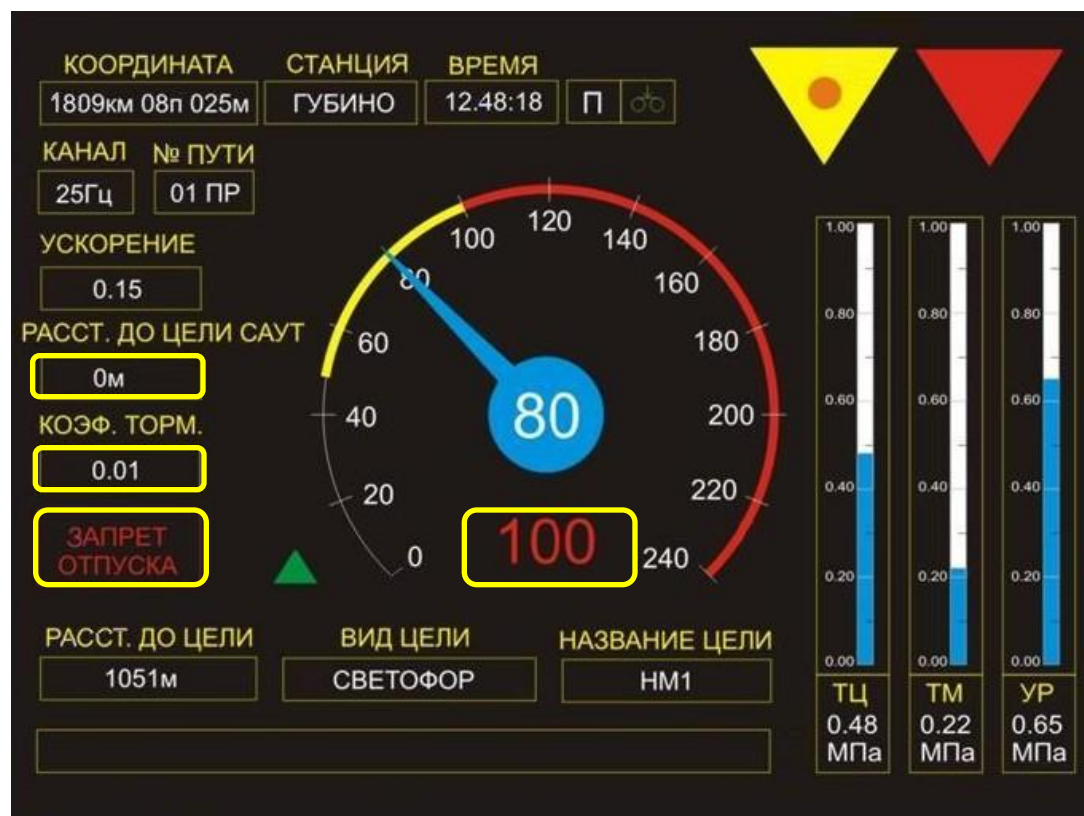 КООРДИНАТА СТАНЦИЯ ВРЕМЯ
1809км 08п 025м ГУБИНО 12.48:18 П
КАНАЛ № ПУТИ
25Гц 01 ПР
УСКОРЕНИЕ
0.15
РАССТ. ДО ЦЕЛИ САУТ
0м
КОЭФ. ТОРМ.
0.01
ЗАПРЕТ
ОТПУСКА
0
20
40
60
80
100
120
140
160
180
200
220
240
80
100
РАССТ. ДО ЦЕЛИ ВИД ЦЕЛИ НАЗВАНИЕ ЦЕЛИ
1051м СВЕТОФОР НМ1
1.00 1.00 1.00
0.80 0.80 0.80
0.60 0.60 0.60
0.40 0.40 0.40
0.20 0.20 0.20
0.00 0.00 0.00
ТЦ ТМ УР
0.48 0.22 0.65
МПа МПа МПа